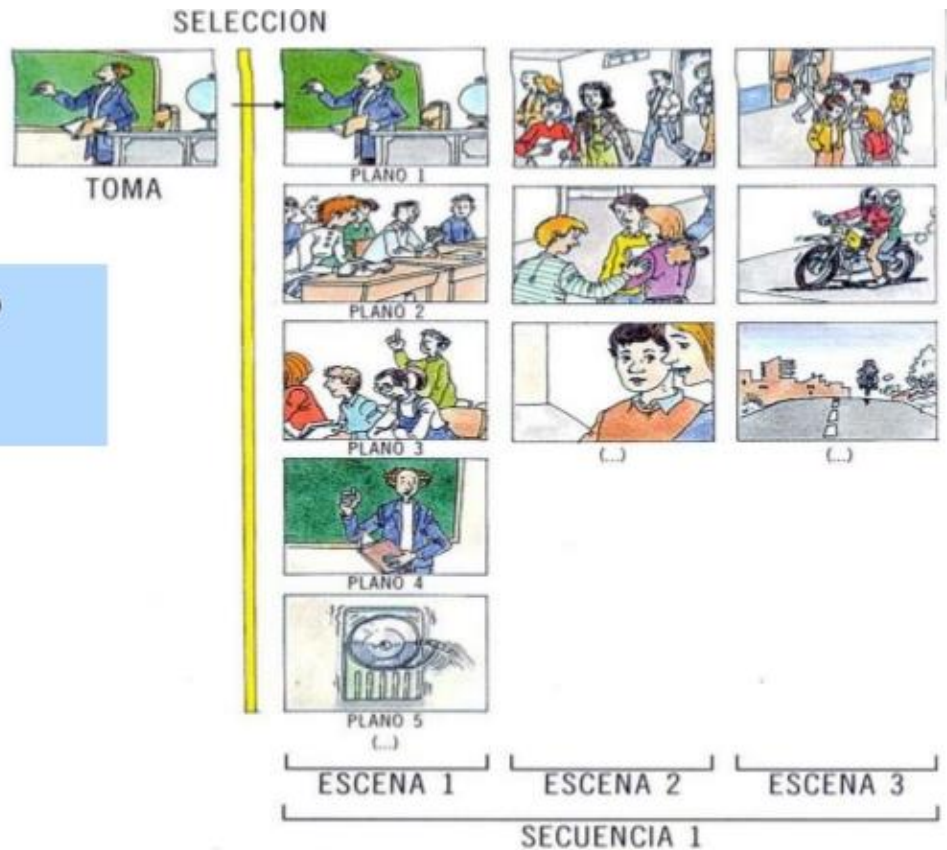 SELECCION
TOMA
PLANO 1
PLANO 2
PLANO 3
PLANO 4
PLANO 5
(...)
(...)
(...)
ESCENA 1
ESCENA 2
ESCENA 3
SECUENCIA 1